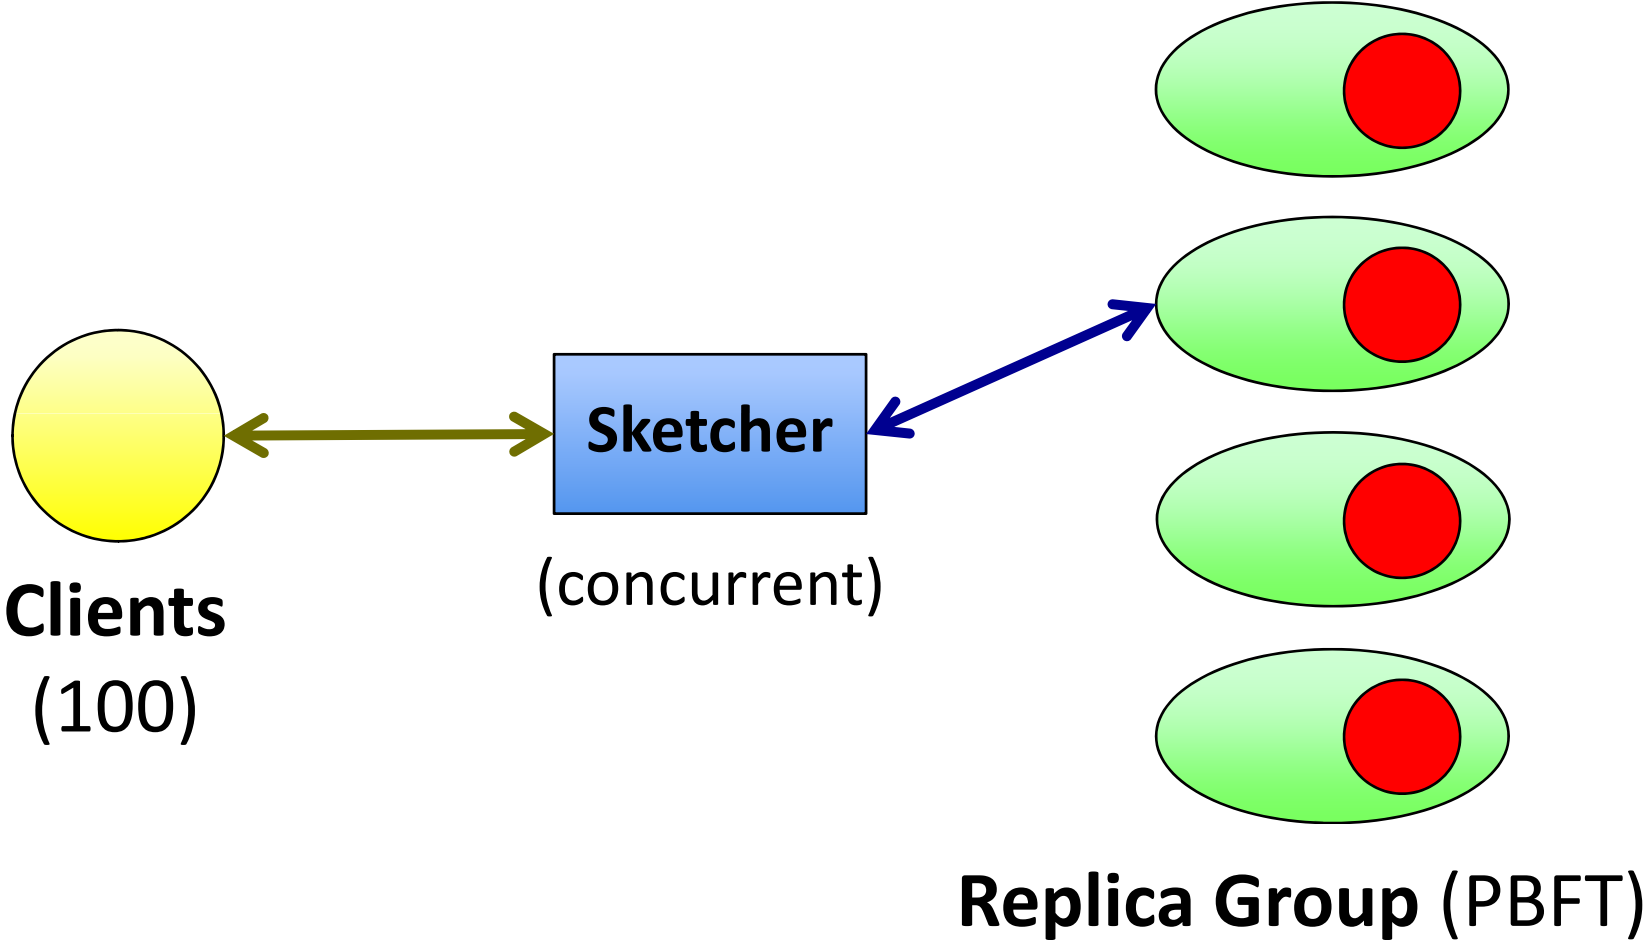 Sketcher
(concurrent)
Clients
(100)
Replica Group (PBFT)